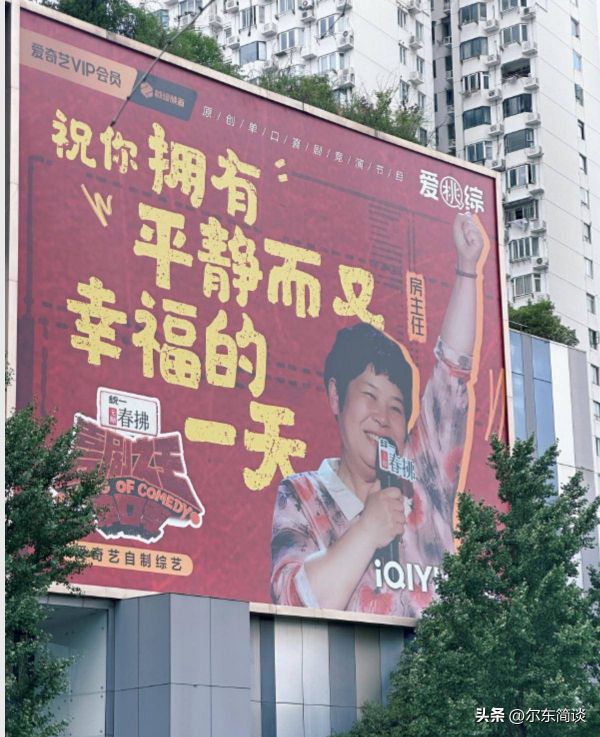 爱奇艺VIP会员
原创单口喜剧竞演节目
爱桃综
祝你拥有
平静而又
幸福的
一天
房主任
统一
春拂
春拂
OF COMEDY
爱奇艺自制综艺
iQIY
头条 @尔东简谈